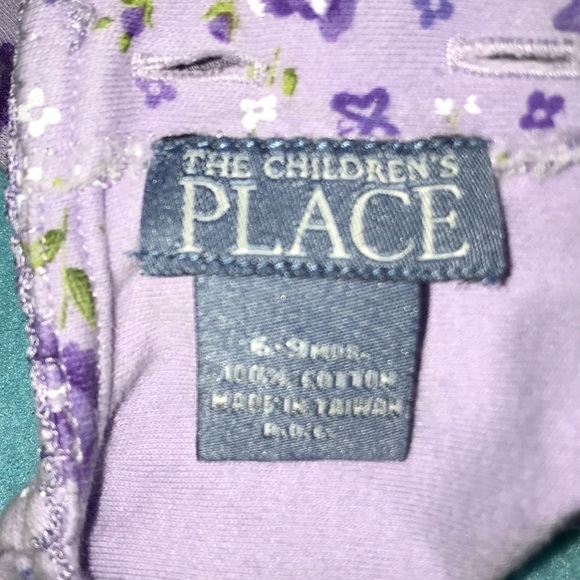 THE CHILDREN'S
PLACE
6-9 MOS.
100% COTTON
MADE IN TAIWAN
R.O.C.